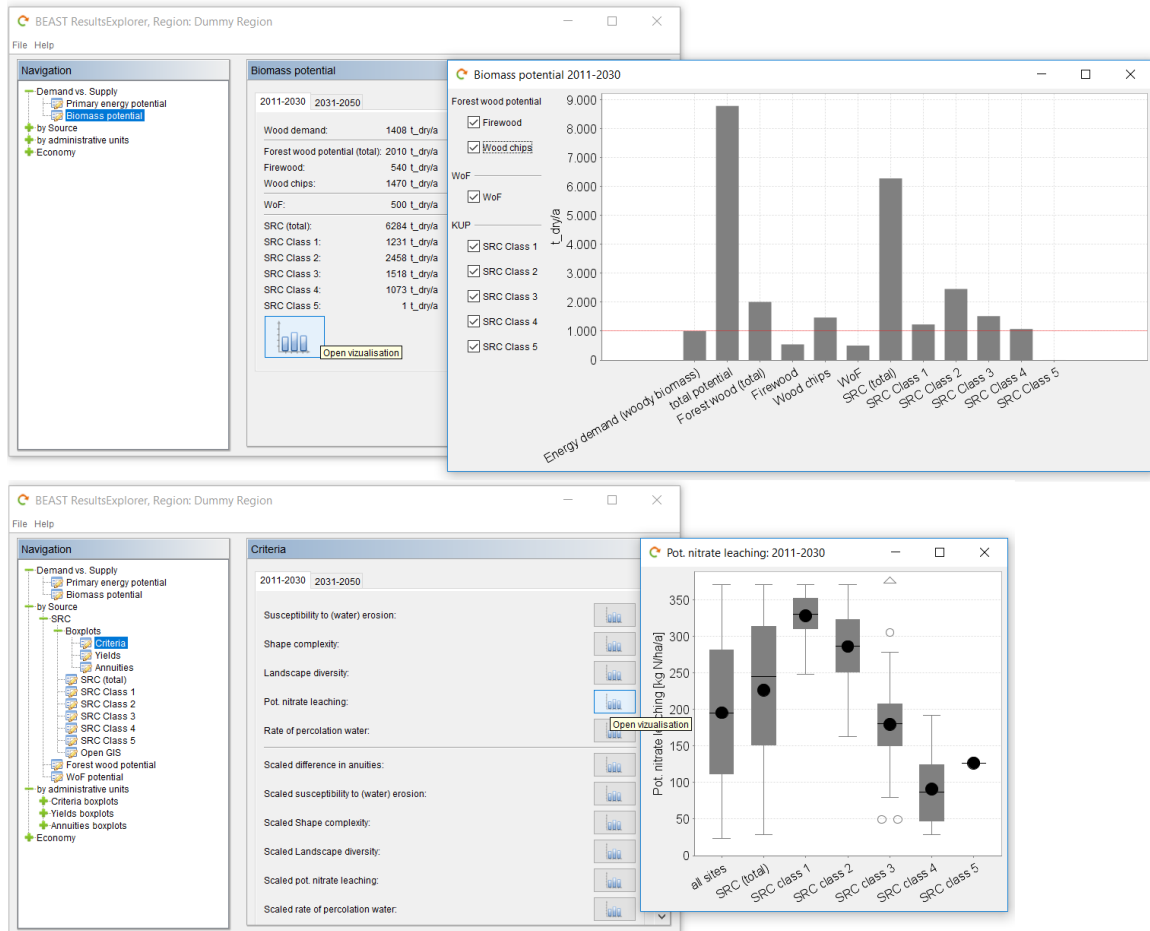 BEAST ResultsExplorer, Region: Dummy Region
File Help
Navigation
Demand vs. Supply
Primary energy potential
Biomass potential
by Source
by administrative units
Economy
Biomass potential
2011-2030 2031-2050
Wood demand: 1408 t_dry/a
Forest wood potential (total): 2010 t_dry/a
Firewood: 540 t_dry/a
Wood chips: 1470 t_dry/a
WoF: 500 t_dry/a
SRC (total): 6284 t_dry/a
SRC Class 1: 1231 t_dry/a
SRC Class 2: 2458 t_dry/a
SRC Class 3: 1518 t_dry/a
SRC Class 4: 1073 t_dry/a
SRC Class 5: 1 t_dry/a
Open vizualisation
Biomass potential 2011-2030
Forest wood potential
Firewood
Wood chips
WoF
WoF
KUP
SRC Class 1
SRC Class 2
SRC Class 3
SRC Class 4
SRC Class 5
t_dry/a
9.000
8.000
7.000
6.000
5.000
4.000
3.000
2.000
1.000
0
Energy demand (woody biomass)
total potential
Forest wood (total)
Firewood
Wood chips
WoF
SRC (total)
SRC Class 1
SRC Class 2
SRC Class 3
SRC Class 4
SRC Class 5
BEAST ResultsExplorer, Region: Dummy Region
File Help
Navigation
Demand vs. Supply
Primary energy potential
Biomass potential
by Source
SRC
Boxplots
Criteria
Yields
Annuities
SRC (total)
SRC Class 1
SRC Class 2
SRC Class 3
SRC Class 4
SRC Class 5
Open GIS
Forest wood potential
WoF potential
by administrative units
Criteria boxplots
Yields boxplots
Annuities boxplots
Economy
Criteria
2011-2030 2031-2050
Susceptibility to (water) erosion:
Shape complexity:
Landscape diversity:
Pot. nitrate leaching:
Rate of percolation water:
Scaled difference in anuities:
Scaled susceptibility to (water) erosion:
Scaled Shape complexity:
Scaled Landscape diversity:
Scaled pot. nitrate leaching:
Scaled rate of percolation water:
Open vizualisation
Pot. nitrate leaching: 2011-2030
Pot. nitrate leaching [kg N/ha/a]
350
300
250
200
150
100
50
0
all sites
SRC (total)
SRC class 1
SRC class 2
SRC class 3
SRC class 4
SRC class 5